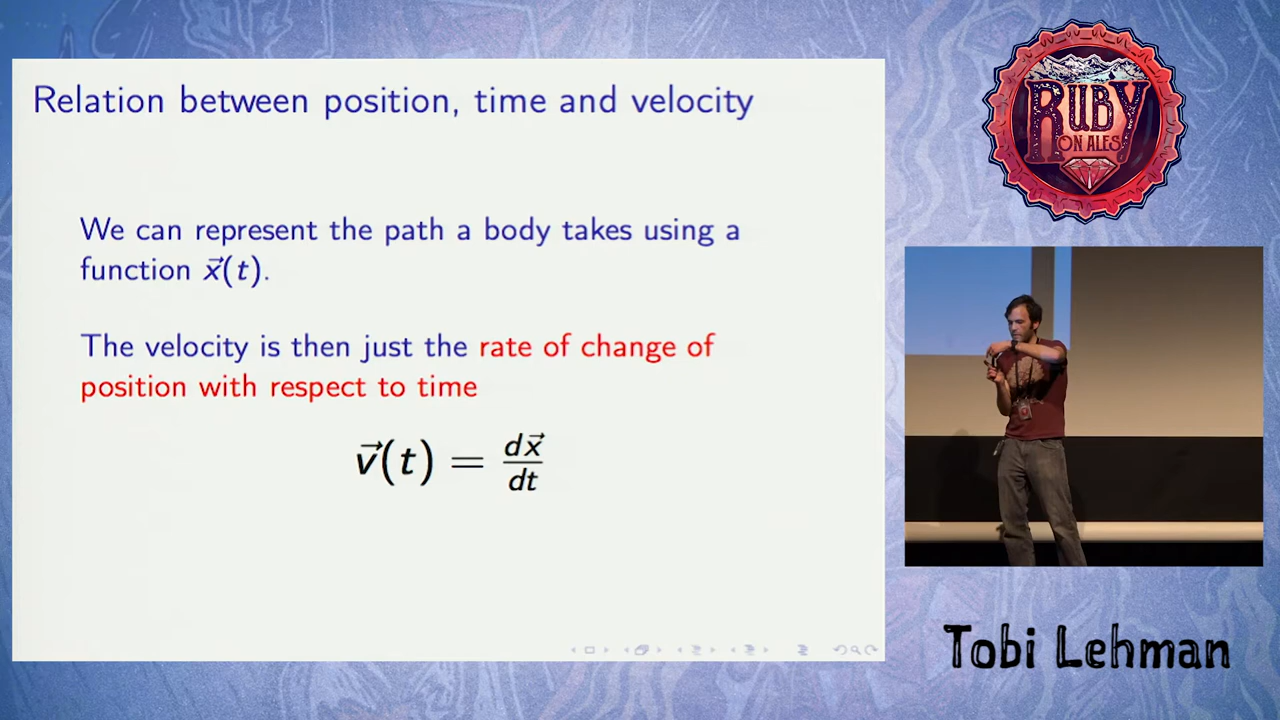 Relation between position, time and velocity
We can represent the path a body takes using a
function x⃗(t).
The velocity is then just the rate of change of
position with respect to time
v⃗(t) = dx⃗/dt
RUBY
ON ALES
Tobi Lehman